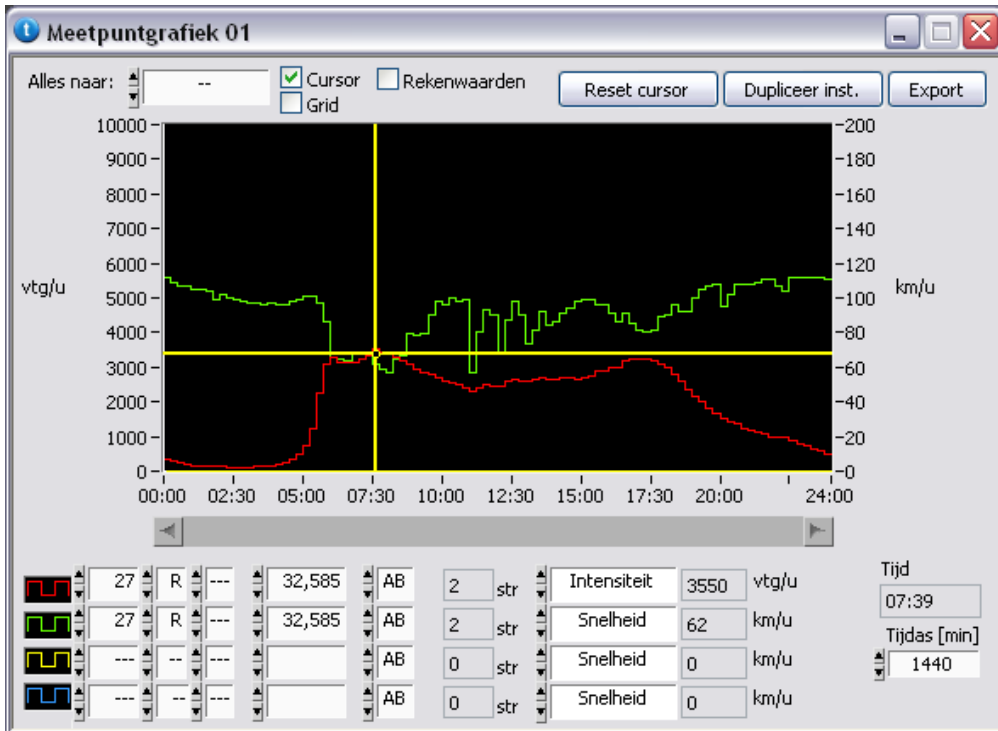 Meetpuntgrafiek 01
Alles naar: -- Cursor Rekenwaarden Reset cursor Dupliceer inst. Export
Grid
10000 200
9000 180
8000 160
7000 140
6000 120
vtg/u 5000 100 km/u
4000 80
3000 60
2000 40
1000 20
0 0
00:00 02:30 05:00 07:30 10:00 12:30 15:00 17:30 20:00 24:00
27 R --- 32,585 AB 2 str Intensiteit 3550 vtg/u Tijd
07:39
27 R --- 32,585 AB 2 str Snelheid 62 km/u
Tijdas [min]
--- -- --- AB 0 str Snelheid 0 km/u 1440
--- -- --- AB 0 str Snelheid 0 km/u